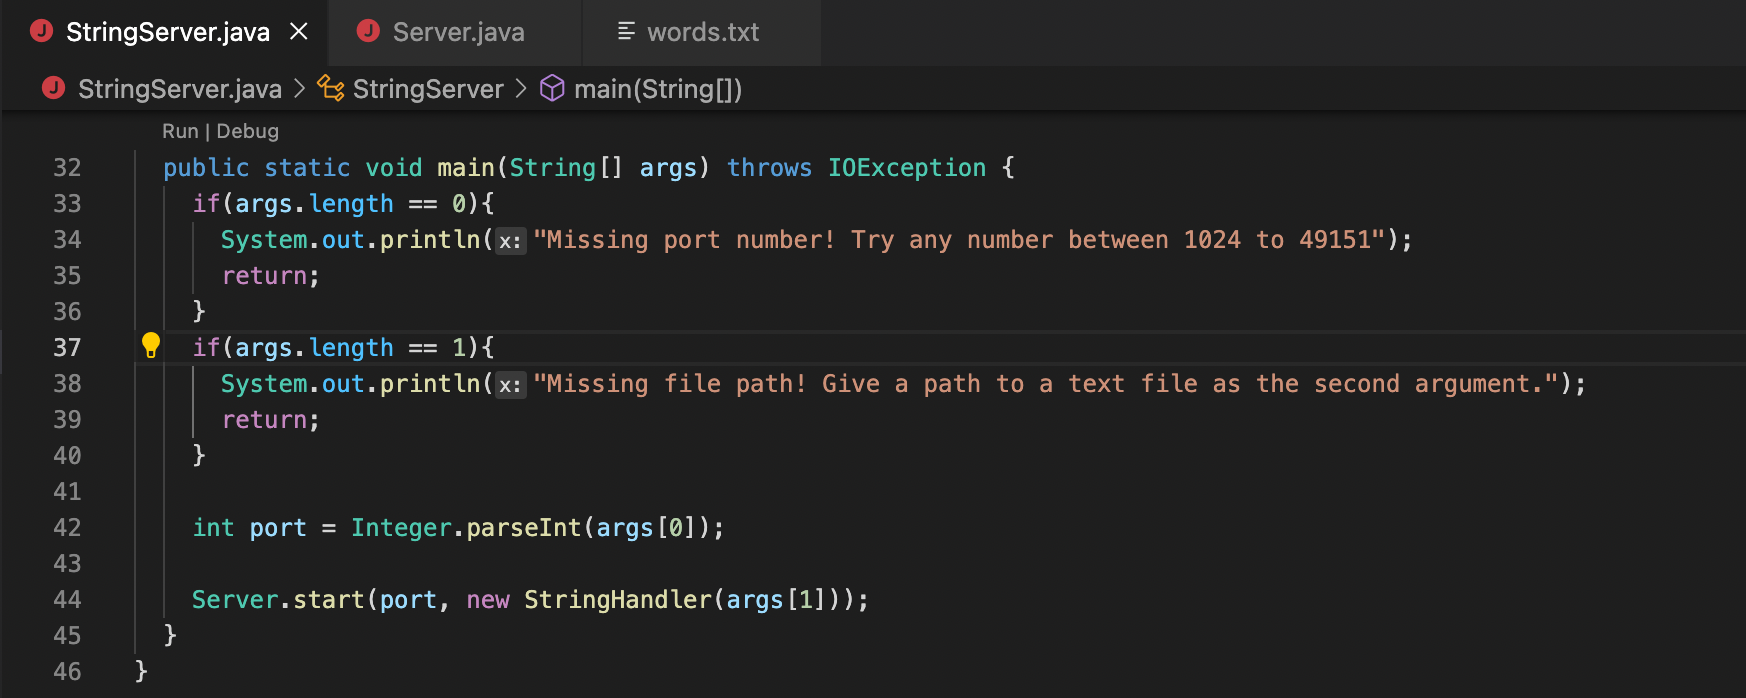 StringServer.java Server.java words.txt
StringServer.java > StringServer > main(String[])
Run | Debug
32 public static void main(String[] args) throws IOException {
33 if(args.length == 0){
34 System.out.println(x: "Missing port number! Try any number between 1024 to 49151");
35 return;
36 }
37 if(args.length == 1){
38 System.out.println(x: "Missing file path! Give a path to a text file as the second argument.");
39 return;
40 }
41
42 int port = Integer.parseInt(args[0]);
43
44 Server.start(port, new StringHandler(args[1]));
45 }
46 }